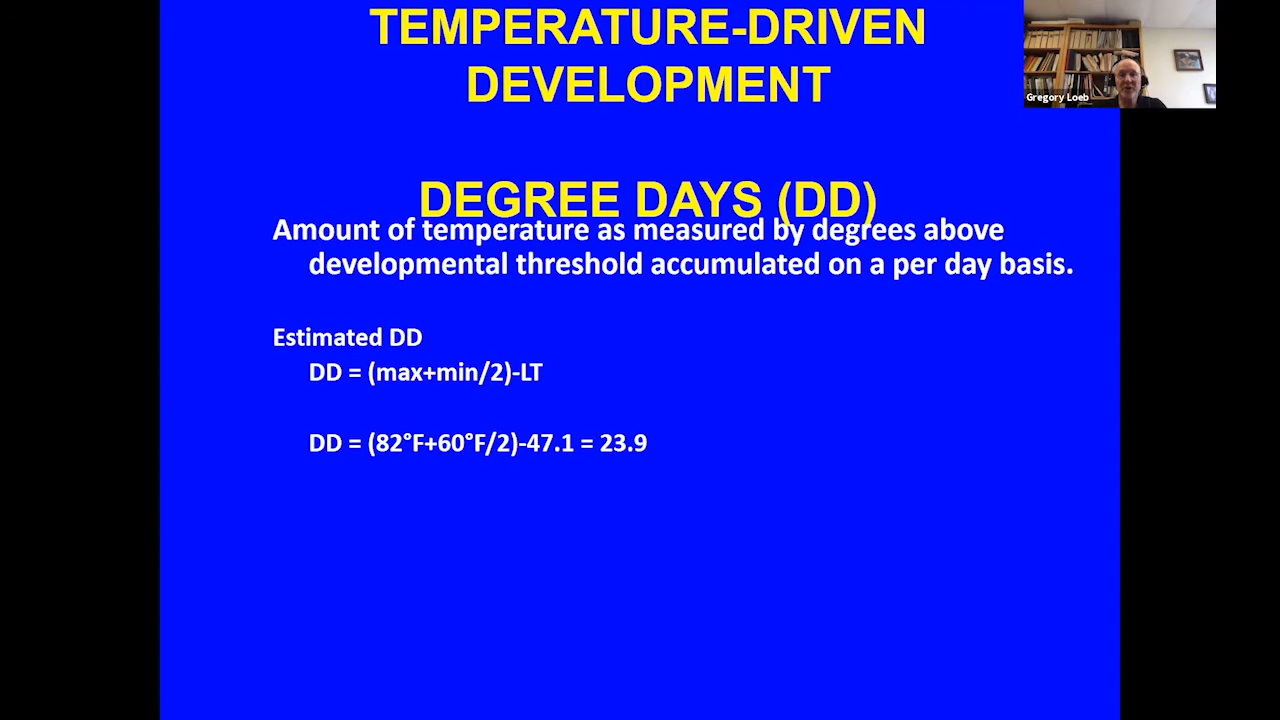 TEMPERATURE-DRIVEN
DEVELOPMENT
Gregory Loeb
DEGREE DAYS (DD)
Amount of temperature as measured by degrees above
developmental threshold accumulated on a per day basis.
Estimated DD
DD = (max+min/2)-LT
DD = (82°F+60°F/2)-47.1 = 23.9